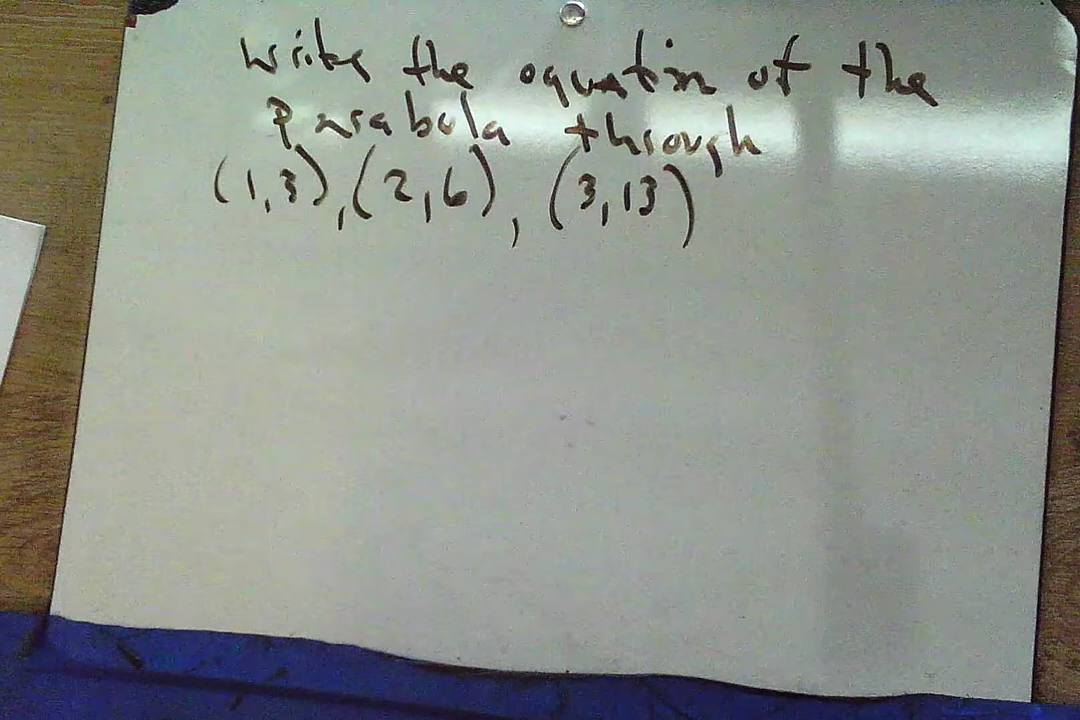 Write the equation of the
Parabola through
(1,3), (2,6), (3,13)